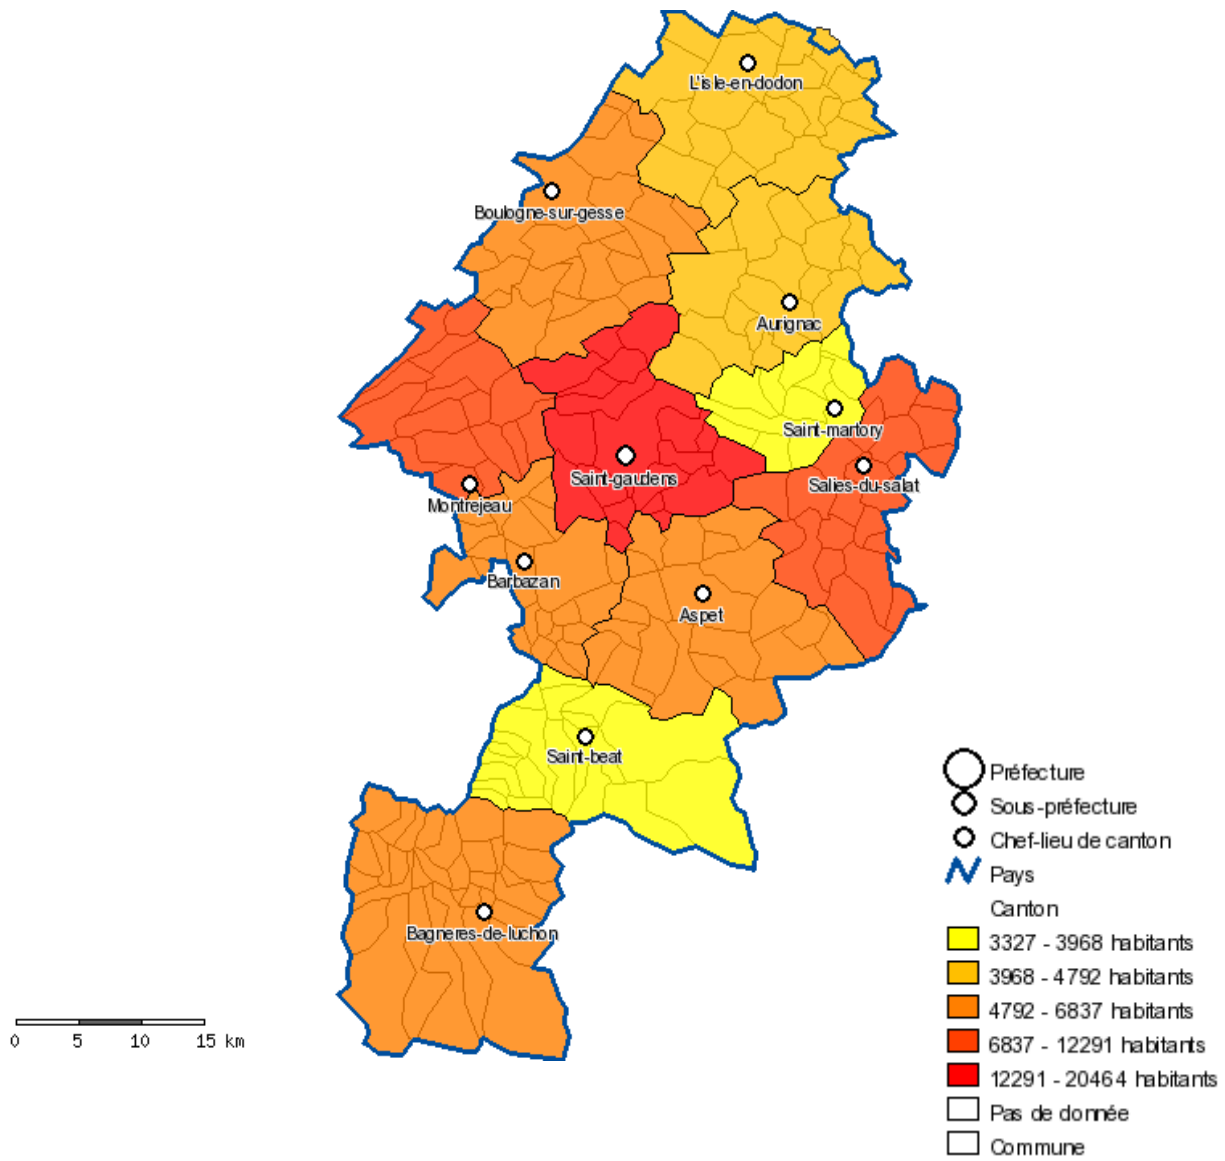 L'isle-en-dodon
Boulogne-sur-gesse
Aurignac
Saint-martory
Saint-gaudens
Salies-du-salat
Montrejeau
Barbazan
Aspet
Saint-beat
Bagneres-de-luchon
Préfecture
Sous-préfecture
Chef-lieu de canton
Pays
Canton
3327 - 3968 habitants
3968 - 4792 habitants
4792 - 6837 habitants
6837 - 12291 habitants
12291 - 20464 habitants
Pas de donnée
Commune
0 5 10 15 km